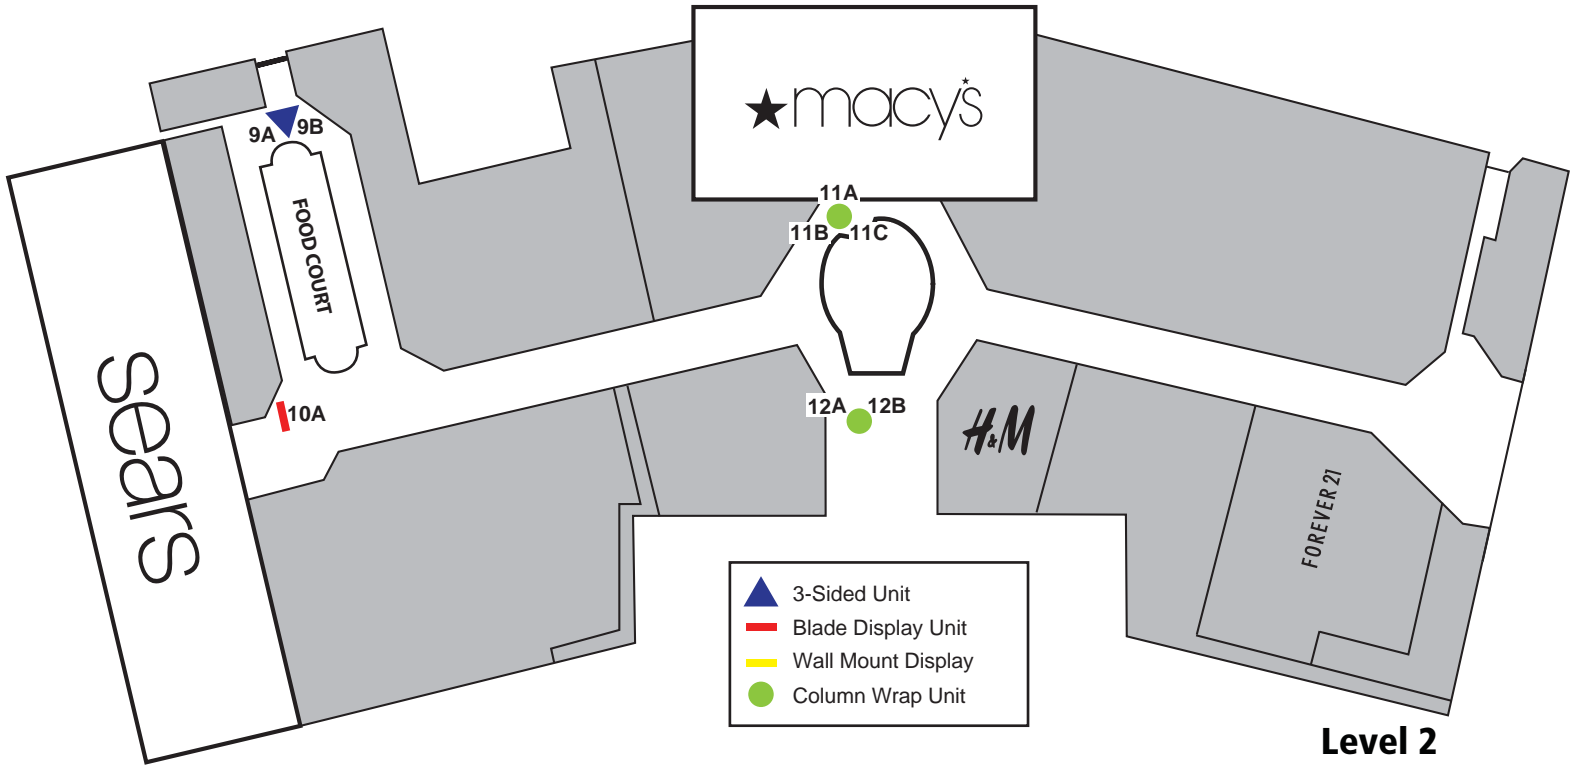 macy's
9A
9B
FOOD COURT
11A
11B
11C
sears
10A
12A
12B
H&M
FOREVER 21
3-Sided Unit
Blade Display Unit
Wall Mount Display
Column Wrap Unit
Level 2